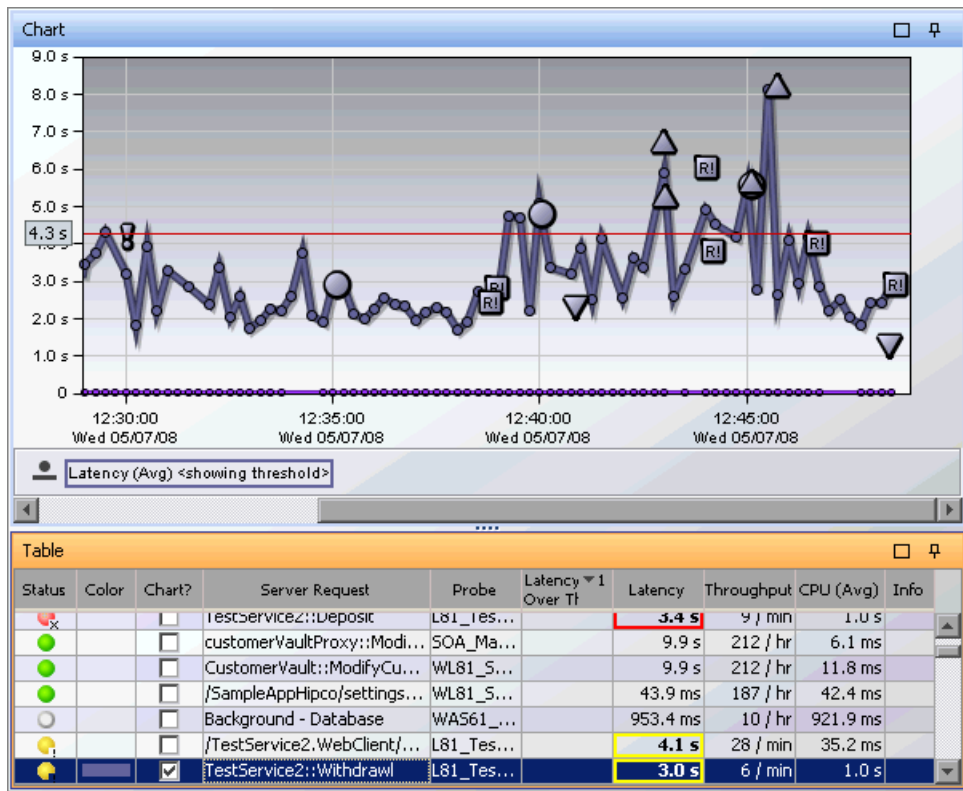 Chart
9.0 s
8.0 s
7.0 s
6.0 s
5.0 s
4.3 s
3.0 s
2.0 s
1.0 s
0
R!
R!
R!
R!
R!
R!
12:30:00 12:35:00 12:40:00 12:45:00
Wed 05/07/08 Wed 05/07/08 Wed 05/07/08 Wed 05/07/08
Latency (Avg) <showing threshold>
Table
Status Color Chart? Server Request Probe Latency 1 Over Th Latency Throughput CPU (Avg) Info
TestService2::Deposit L81_Tes... 3.4 s 9 / min 1.0 s
customerVaultProxy::Modi... SOA_Ma... 9.9 s 212 / hr 6.1 ms
CustomerVault::ModifyCu... WL81_S... 9.9 s 212 / hr 11.8 ms
/SampleAppHipco/settings... WL81_S... 43.9 ms 187 / hr 42.4 ms
Background - Database WAS61_... 953.4 ms 10 / hr 921.9 ms
/TestService2.WebClient/... L81_Tes... 4.1 s 28 / min 35.2 ms
TestService2::Withdrawl L81_Tes... 3.0 s 6 / min 1.0 s